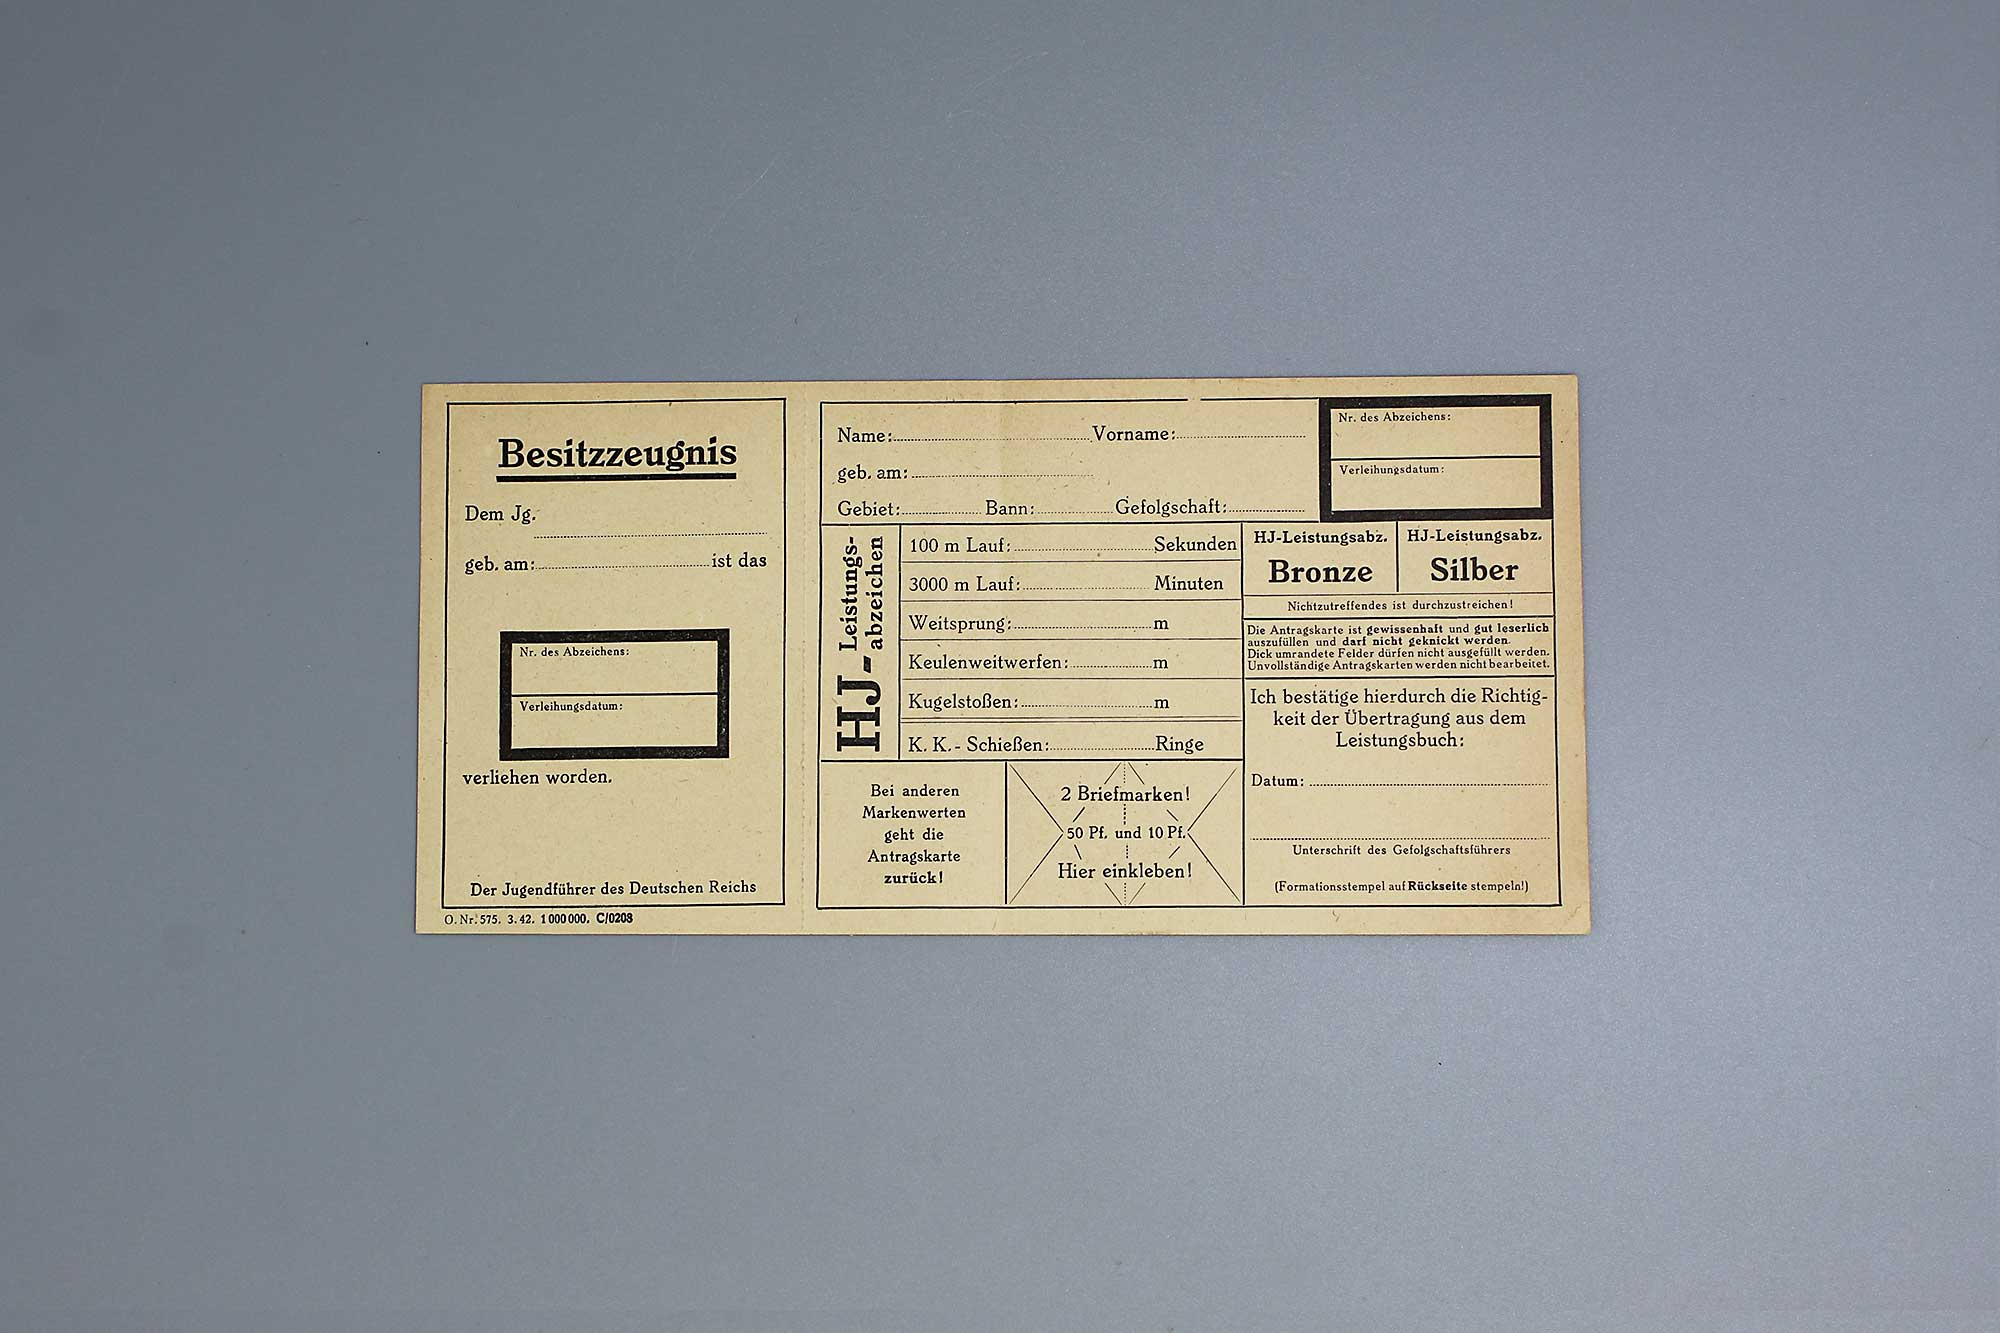 Besitzzeugnis
Dem Jg.
geb. am: ist das
Nr. des Abzeichens:
Verleihungsdatum:
verliehen worden.
Der Jugendführer des Deutschen Reichs
O. Nr. 575. 3. 42. 1 000 000. C/0208
Name: Vorname:
geb. am:
Gebiet: Bann: Gefolgschaft:
Nr. des Abzeichens:
Verleihungsdatum:
HJ-Leistungs-
abzeichen
100 m Lauf: Sekunden
3000 m Lauf: Minuten
Weitsprung: m
Keulenweitwerfen: m
Kugelstoßen: m
K. K. - Schießen: Ringe
HJ-Leistungsabz.
Bronze
HJ-Leistungsabz.
Silber
Nichtzutreffendes ist durchzustreichen!
Die Antragskarte ist gewissenhaft und gut leserlich
auszufüllen und darf nicht geknickt werden.
Dick umrandete Felder dürfen nicht ausgefüllt werden.
Unvollständige Antragskarten werden nicht bearbeitet.
Ich bestätige hierdurch die Richtig-
keit der Übertragung aus dem
Leistungsbuch:
Datum:
Unterschrift des Gefolgschaftsführers
(Formationsstempel auf Rückseite stempeln!)
Bei anderen
Markenwerten
geht die
Antragskarte
zurück!
2 Briefmarken!
50 Pf. und 10 Pf.
Hier einkleben!